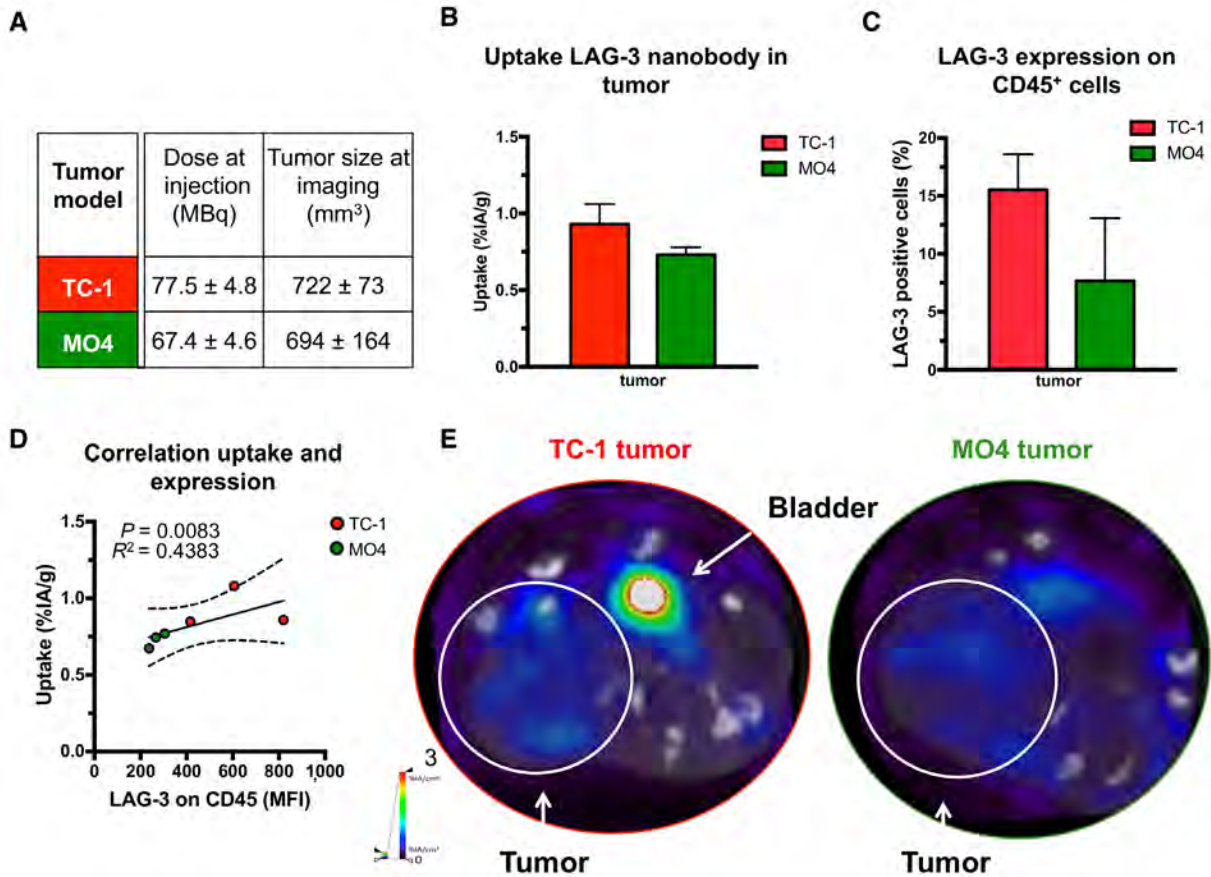 A
Tumor model
Dose at injection (MBq)
Tumor size at imaging (mm³)
TC-1
77.5 ± 4.8
722 ± 73
MO4
67.4 ± 4.6
694 ± 164
B
Uptake LAG-3 nanobody in
tumor
TC-1
MO4
Uptake (%IA/g)
1.5
1.0
0.5
0.0
tumor
C
LAG-3 expression on
CD45⁺ cells
TC-1
MO4
LAG-3 positive cells (%)
20
15
10
5
0
tumor
D
Correlation uptake and
expression
P = 0.0083
R² = 0.4383
TC-1
MO4
Uptake (%IA/g)
1.5
1.0
0.5
0.0
0 200 400 600 800 1,000
LAG-3 on CD45 (MFI)
E
TC-1 tumor
MO4 tumor
Bladder
3
%IA/cm³
%IA/cm³
0
Tumor
Tumor